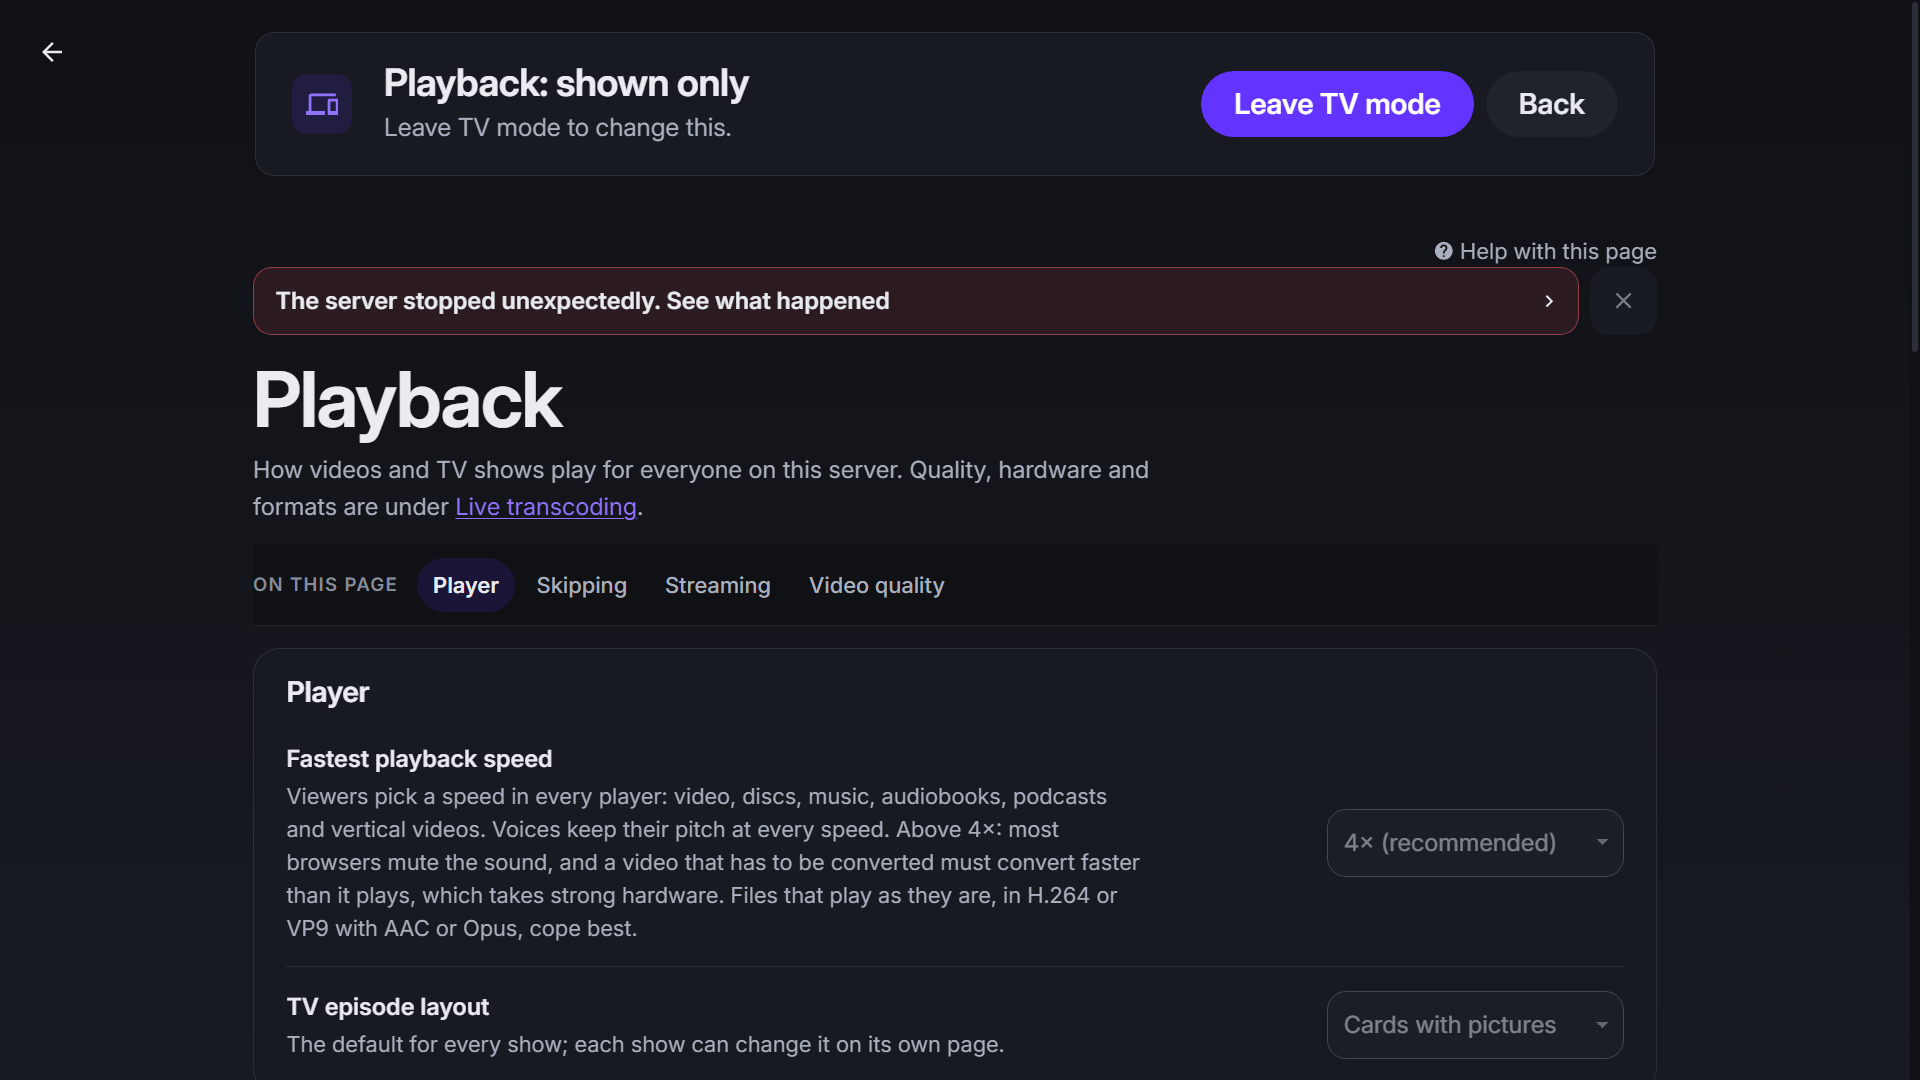 Playback: shown only
Leave TV mode to change this.
Leave TV mode
Back
Help with this page
The server stopped unexpectedly. See what happened
Playback
How videos and TV shows play for everyone on this server. Quality, hardware and
formats are under Live transcoding.
ON THIS PAGE
Player
Skipping
Streaming
Video quality
Player
Fastest playback speed
Viewers pick a speed in every player: video, discs, music, audiobooks, podcasts
and vertical videos. Voices keep their pitch at every speed. Above 4×: most
browsers mute the sound, and a video that has to be converted must convert faster
than it plays, which takes strong hardware. Files that play as they are, in H.264 or
VP9 with AAC or Opus, cope best.
4× (recommended)
TV episode layout
The default for every show; each show can change it on its own page.
Cards with pictures